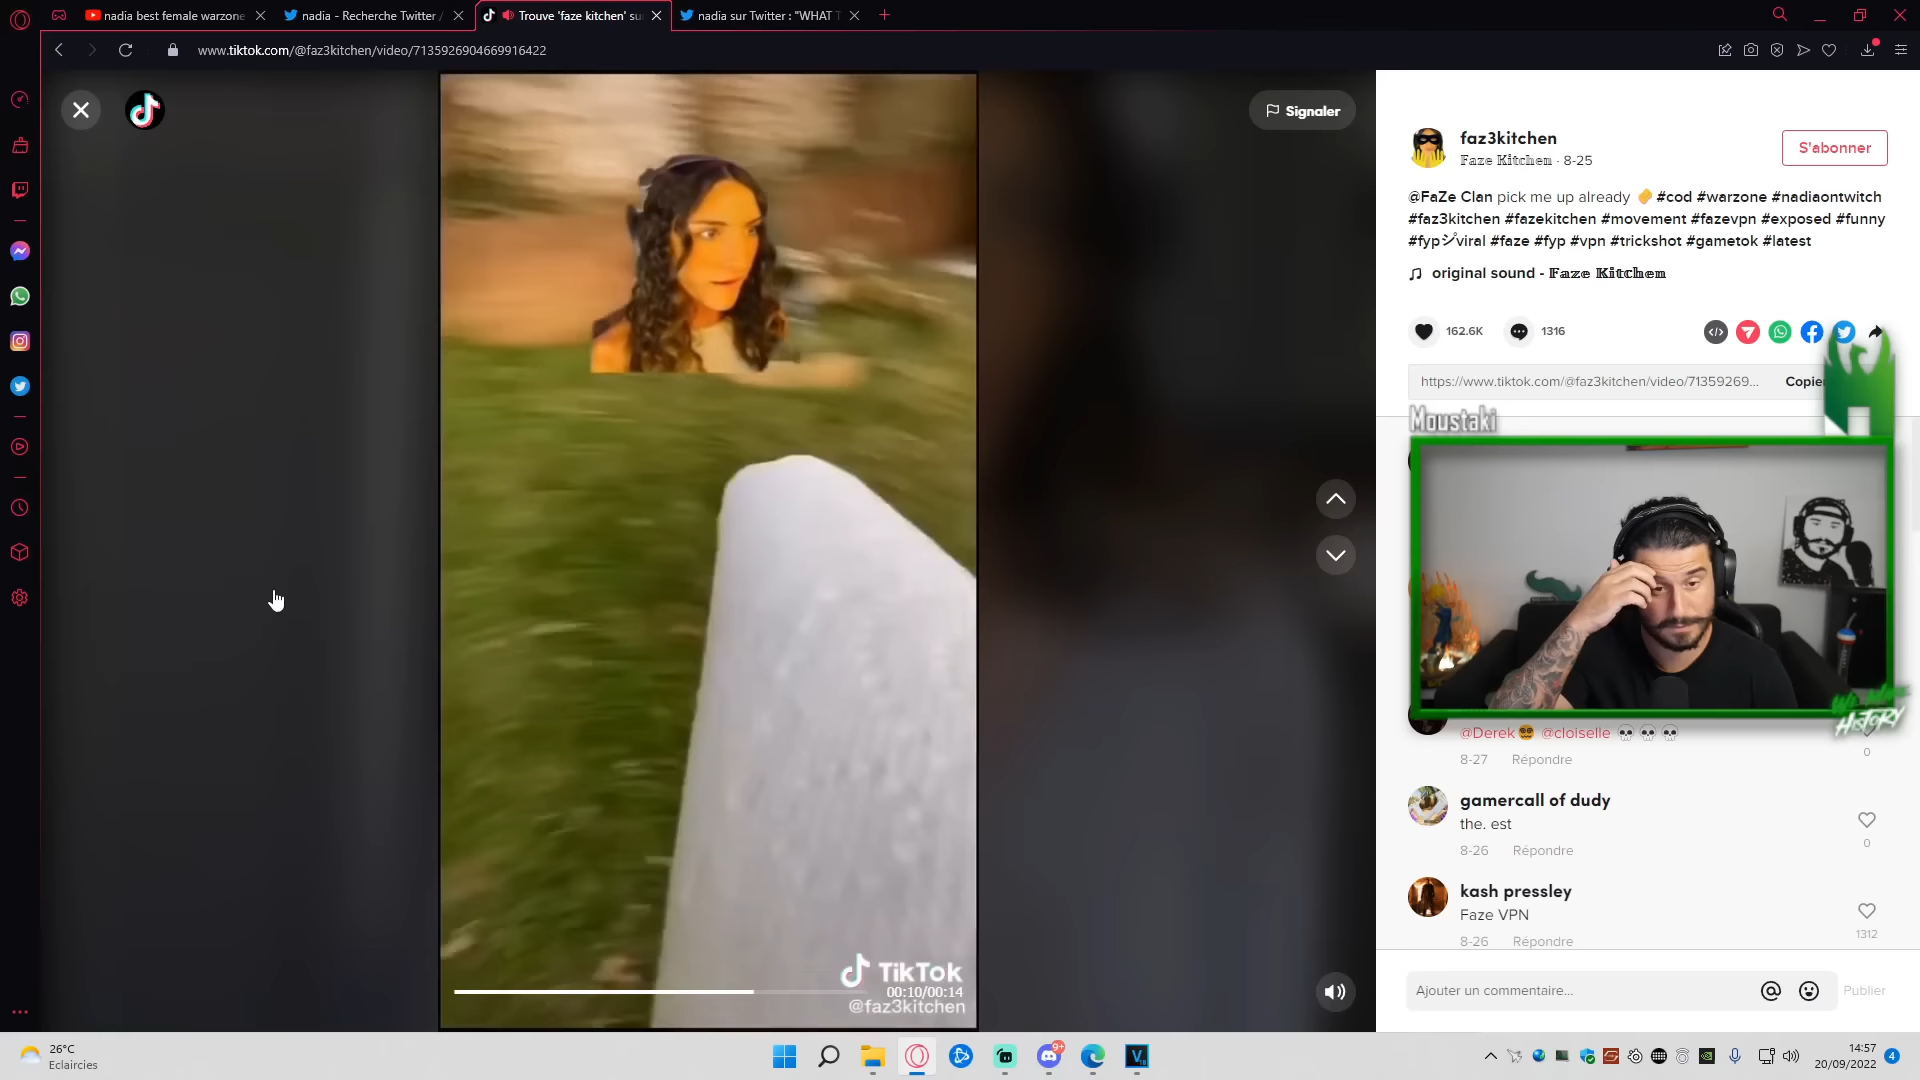 nadia best female warzone
nadia - Recherche Twitter /
Trouve 'faze kitchen' su
nadia sur Twitter : "WHAT T
www.tiktok.com/@faz3kitchen/video/7135926904669916422
Signaler
faz3kitchen
𝔽𝕒𝕫𝕖 𝕂𝕚𝕥𝕔𝕙𝕖𝕟 · 8-25
S'abonner
@FaZe Clan pick me up already 🤌 #cod #warzone #nadiaontwitch
#faz3kitchen #fazekitchen #movement #fazevpn #exposed #funny
#fypシviral #faze #fyp #vpn #trickshot #gametok #latest
original sound - 𝔽𝕒𝕫𝕖 𝕂𝕚𝕥𝕔𝕙𝕖𝕟
162.6K
1316
https://www.tiktok.com/@faz3kitchen/video/71359269...
Copier
Moustaki
We Make
History
@Derek😎 @cloiselle 💀 💀 💀
0
8-27 Répondre
gamercall of dudy
the. est
0
8-26 Répondre
kash pressley
Faze VPN
1312
8-26 Répondre
TikTok
00:10/00:14
@faz3kitchen
Ajouter un commentaire...
Publier
26°C
Eclaircies
9+
14:57
20/09/2022
4